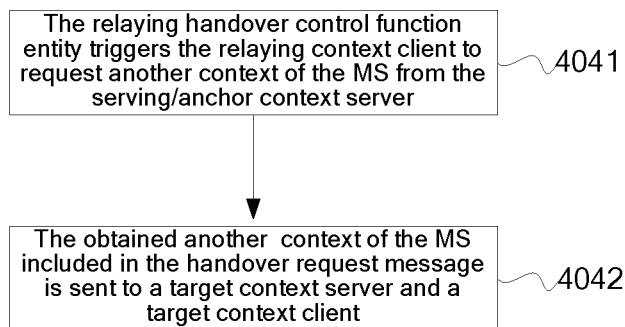 The relaying handover control function
entity triggers the relaying context client to
request another context of the MS from the
serving/anchor context server
4041
The obtained another context of the MS
included in the handover request message
is sent to a target context server and a
target context client
4042